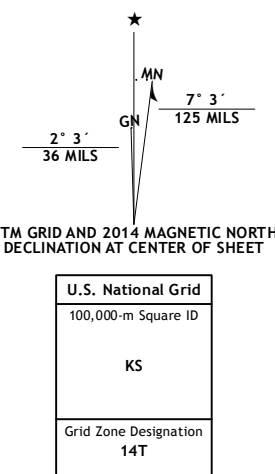 ★
MN
7° 3´
125 MILS
GN
2° 3´
36 MILS
TM GRID AND 2014 MAGNETIC NORTH
DECLINATION AT CENTER OF SHEET
U.S. National Grid
100,000-m Square ID
KS
Grid Zone Designation
14T